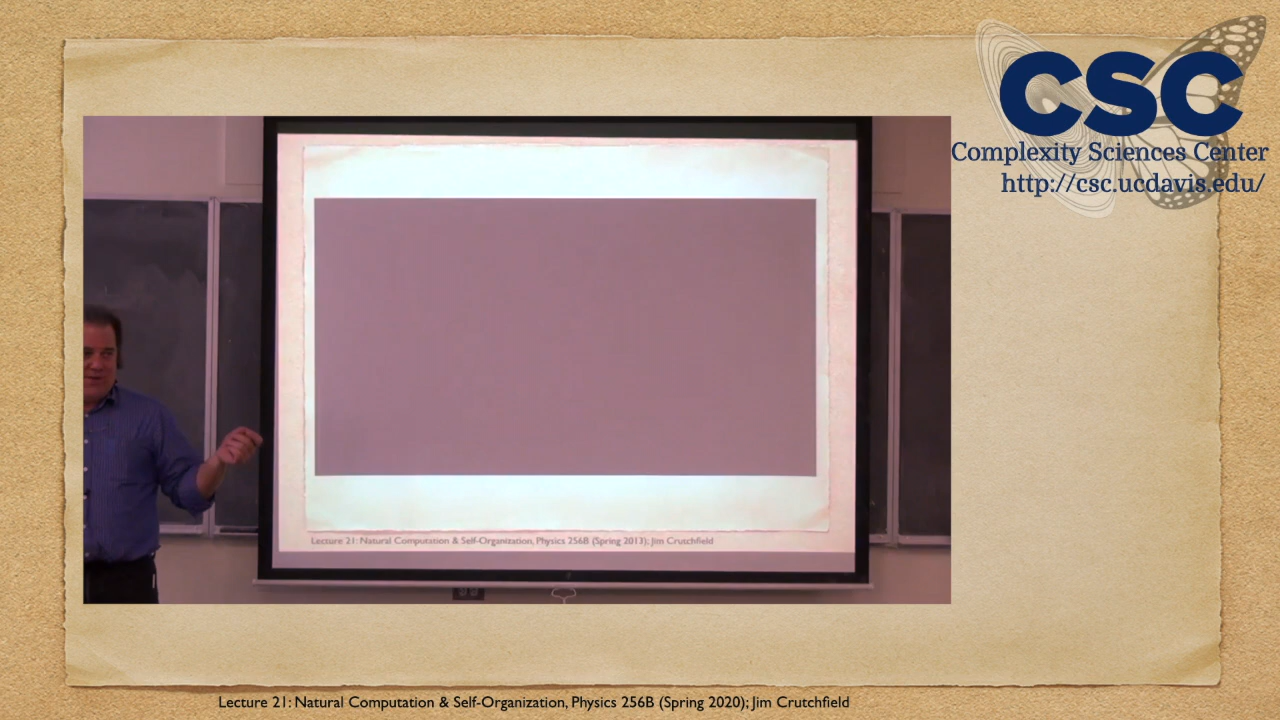 CSC
Complexity Sciences Center
http://csc.ucdavis.edu/
Lecture 21: Natural Computation & Self-Organization, Physics 256B (Spring 2013); Jim Crutchfield
Lecture 21: Natural Computation & Self-Organization, Physics 256B (Spring 2020); Jim Crutchfield